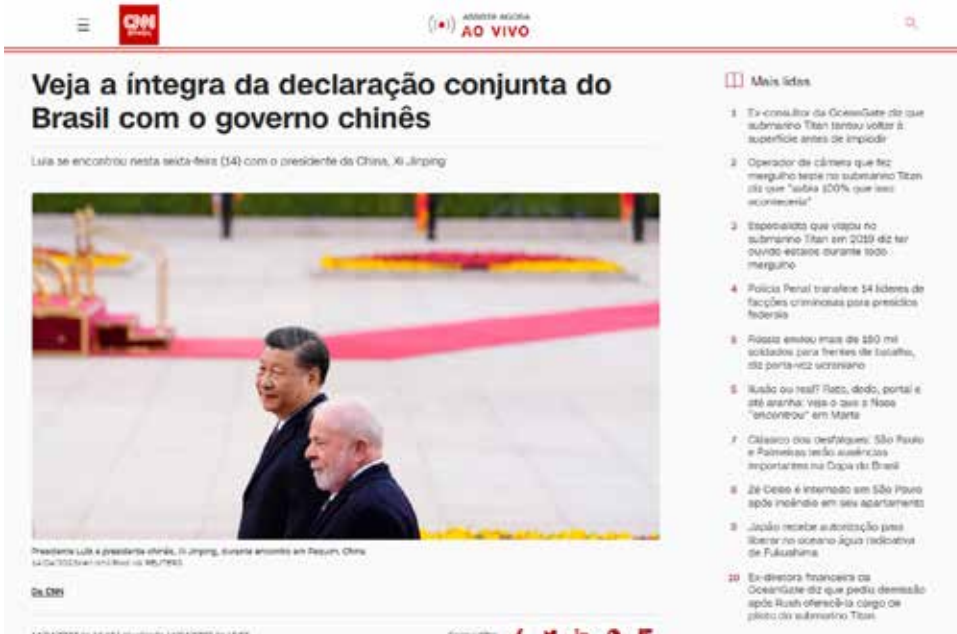 CNN
BRASIL
ASSISTA AGORA
AO VIVO
Veja a íntegra da declaração conjunta do
Brasil com o governo chinês
Lula se encontrou nesta sexta-feira (14) com o presidente da China, Xi Jinping
Presidente Lula e presidente chinês, Xi Jinping, durante encontro em Pequim, China
REUTERS
Da CNN
Mais lidas
1 Ex-consultor da OceanGate diz que
submarino Titan tentou voltar à
superfície antes de implodir
2 Operador de câmera que fez
mergulho teste no submarino Titan
diz que "sabia 100% que isso
aconteceria"
3 Especialista que viajou no
submarino Titan em 2019 diz ter
ouvido estalos durante todo
mergulho
4 Polícia Penal transfere 14 líderes de
facções criminosas para presídios
federais
Rússia enviou mais de 180 mil
soldados para frentes de batalha,
diz porta-voz ucraniano
Ilusão ou real? Rato, dedo, portal e
até aranha: veja o que a Nasa
"encontrou" em Marte
7 Clássico dos desfalques: São Paulo
e Palmeiras terão ausências
importantes na Copa do Brasil
8 Zé Celso é internado em São Paulo
após incêndio em seu apartamento
9 Japão recebe autorização para
liberar no oceano água radioativa
de Fukushima
10 Ex-diretora financeira da
OceanGate diz que pediu demissão
após Rush oferecê-la cargo de
piloto do submarino Titan